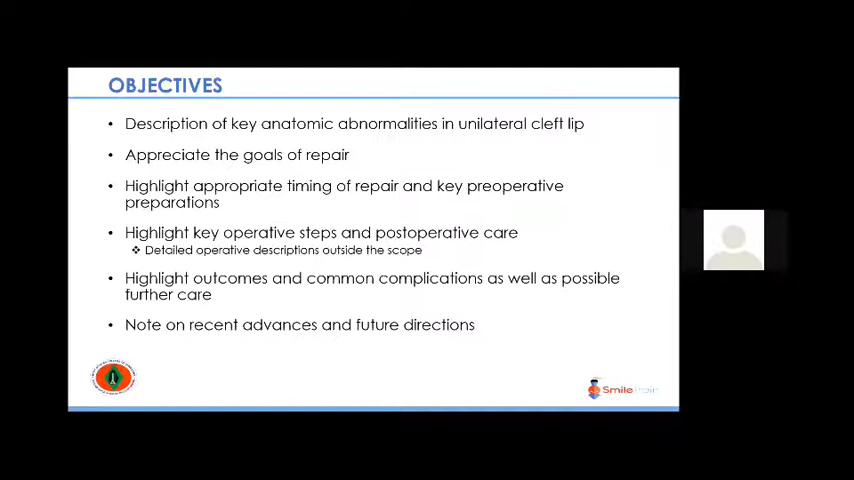 OBJECTIVES
• Description of key anatomic abnormalities in unilateral cleft lip
• Appreciate the goals of repair
• Highlight appropriate timing of repair and key preoperative
preparations
• Highlight key operative steps and postoperative care
❖ Detailed operative descriptions outside the scope
• Highlight outcomes and common complications as well as possible
further care
• Note on recent advances and future directions
SmileTrain